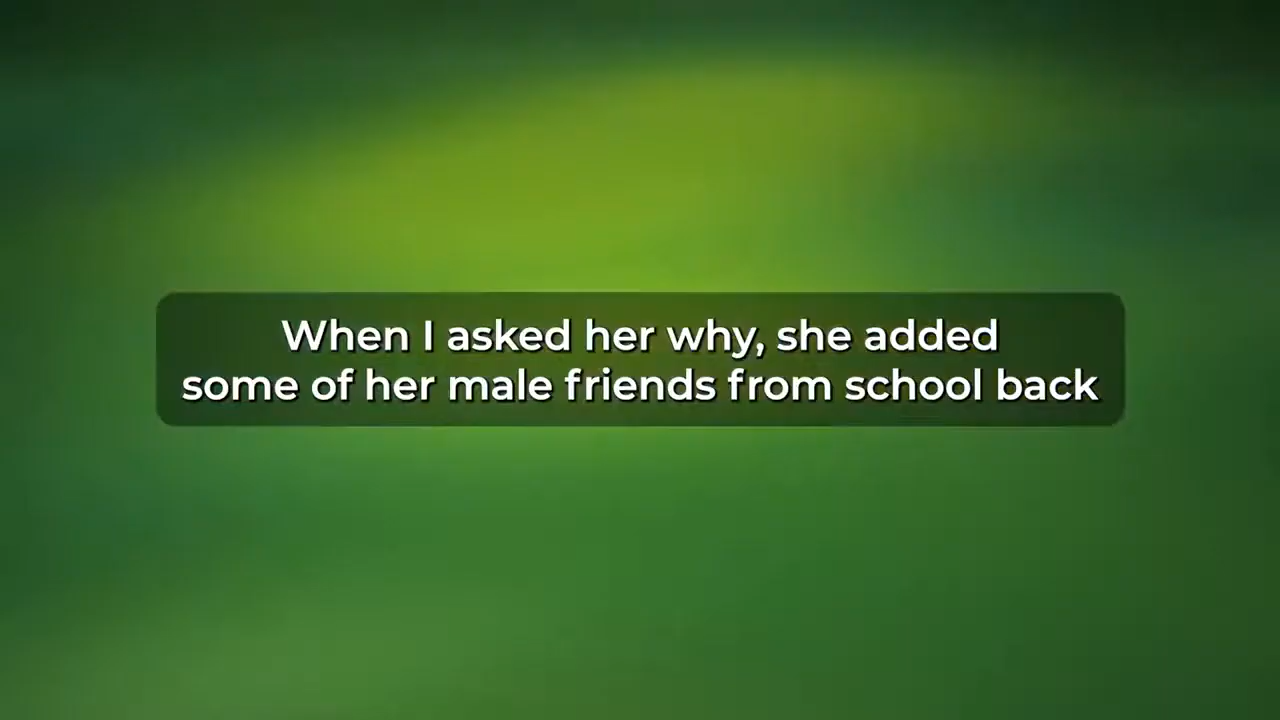 When I asked her why, she added
some of her male friends from school back